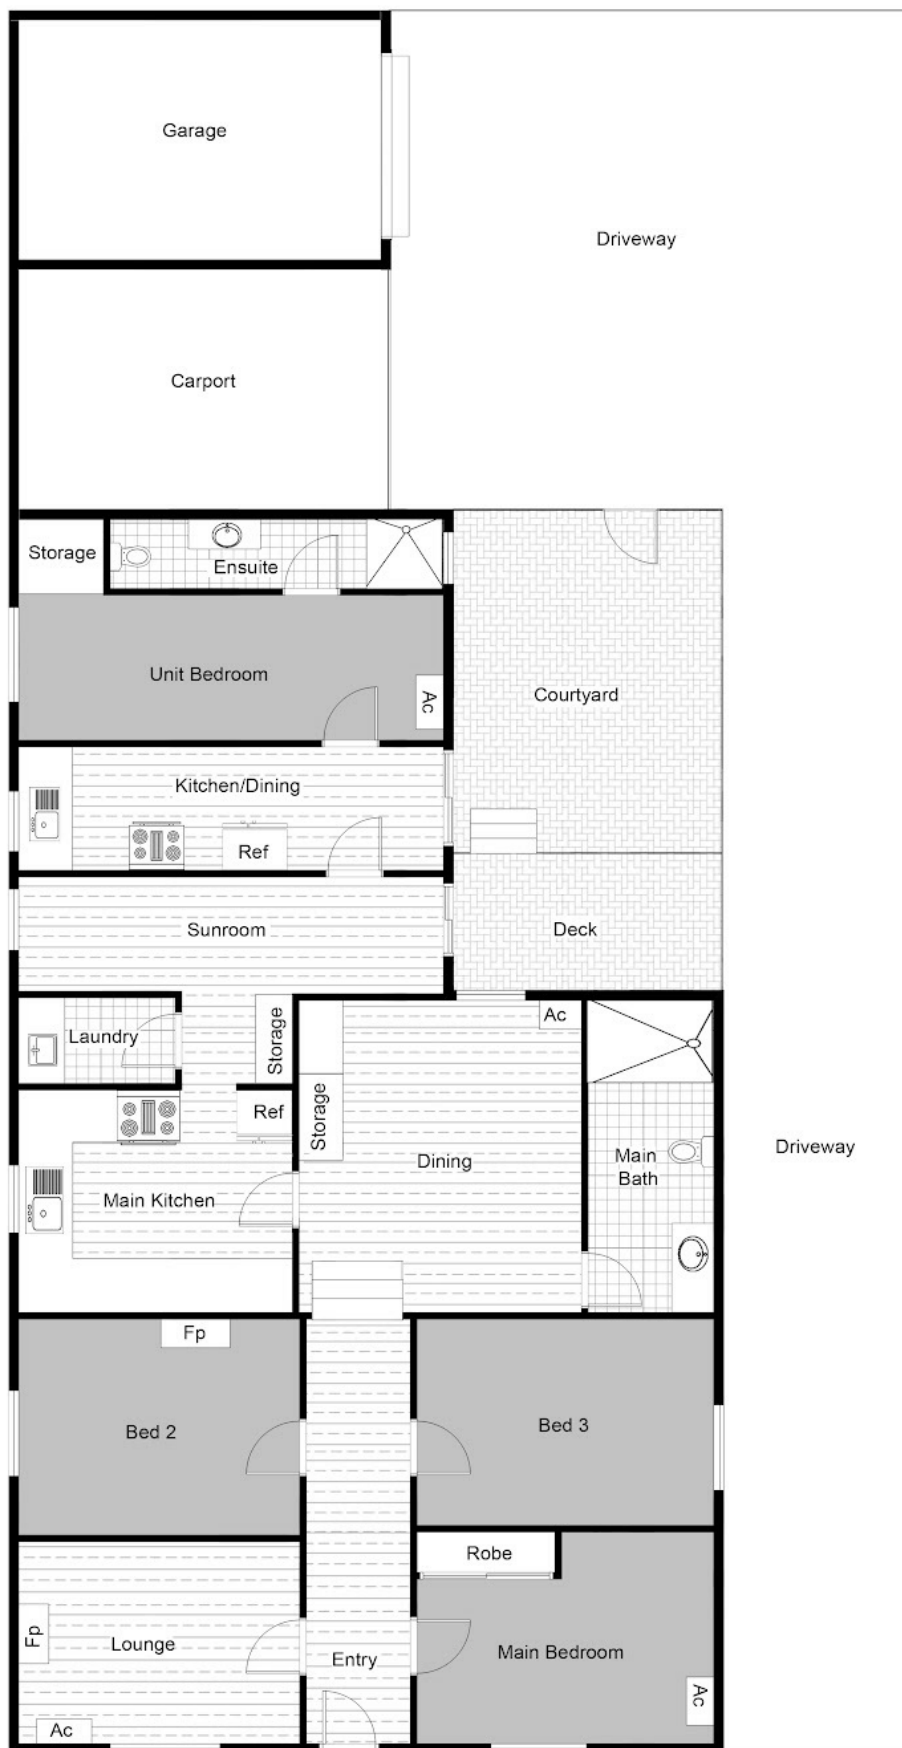 Garage
Driveway
Carport
Storage
Ensuite
Unit Bedroom
Ac
Courtyard
Kitchen/Dining
Ref
Sunroom
Deck
Laundry
Storage
Ac
Storage
Ref
Dining
Main
Bath
Driveway
Main Kitchen
Fp
Bed 2
Bed 3
Robe
Fp
Lounge
Entry
Main Bedroom
Ac
Ac